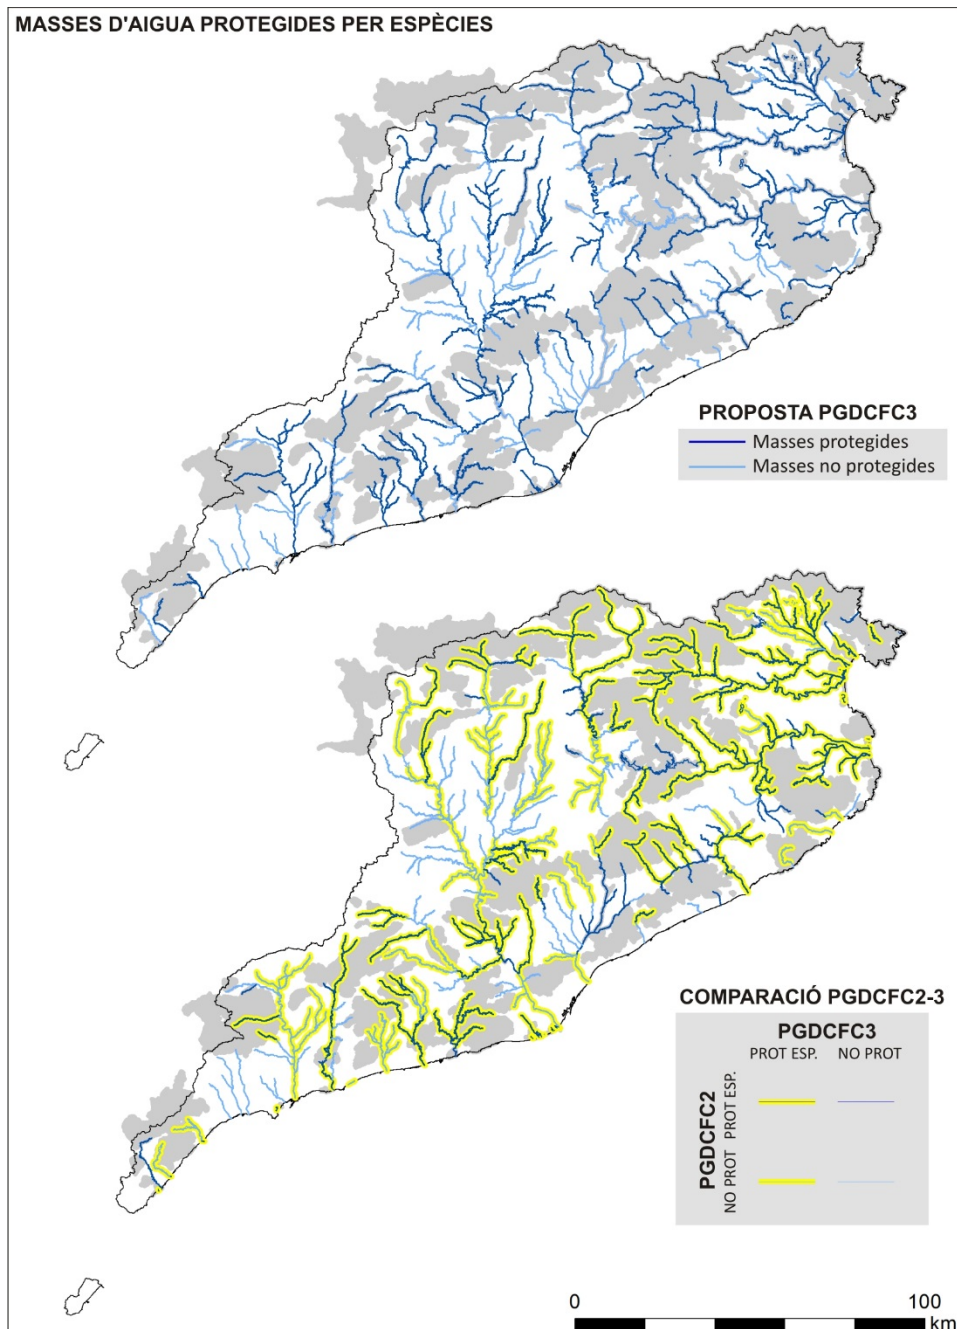 MASSES D'AIGUA PROTEGIDES PER ESPÈCIES
PROPOSTA PGDCFC3
Masses protegides
Masses no protegides
COMPARACIÓ PGDCFC2-3
PGDCFC3
PROT ESP. NO PROT
PGDCFC2
NO PROT PROT ESP.
0 100
km